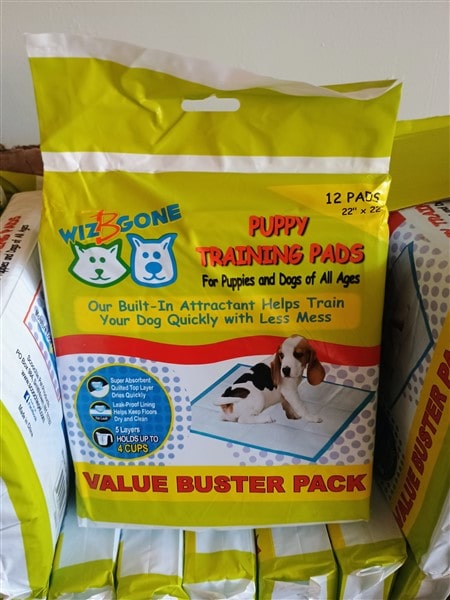 12 PADS
22" x 22"
WIZBGONE
PUPPY
TRAINING PADS
For Puppies and Dogs of All Ages
Our Built-In Attractant Helps Train
Your Dog Quickly with Less Mess
Super Absorbent
Quilted Top Layer
Dries Quickly
Leak-Proof Lining
Helps Keep Floors
Dry and Clean
5 Layers
HOLDS UP TO
4 CUPS
VALUE BUSTER PACK
VALUE BUSTER PA